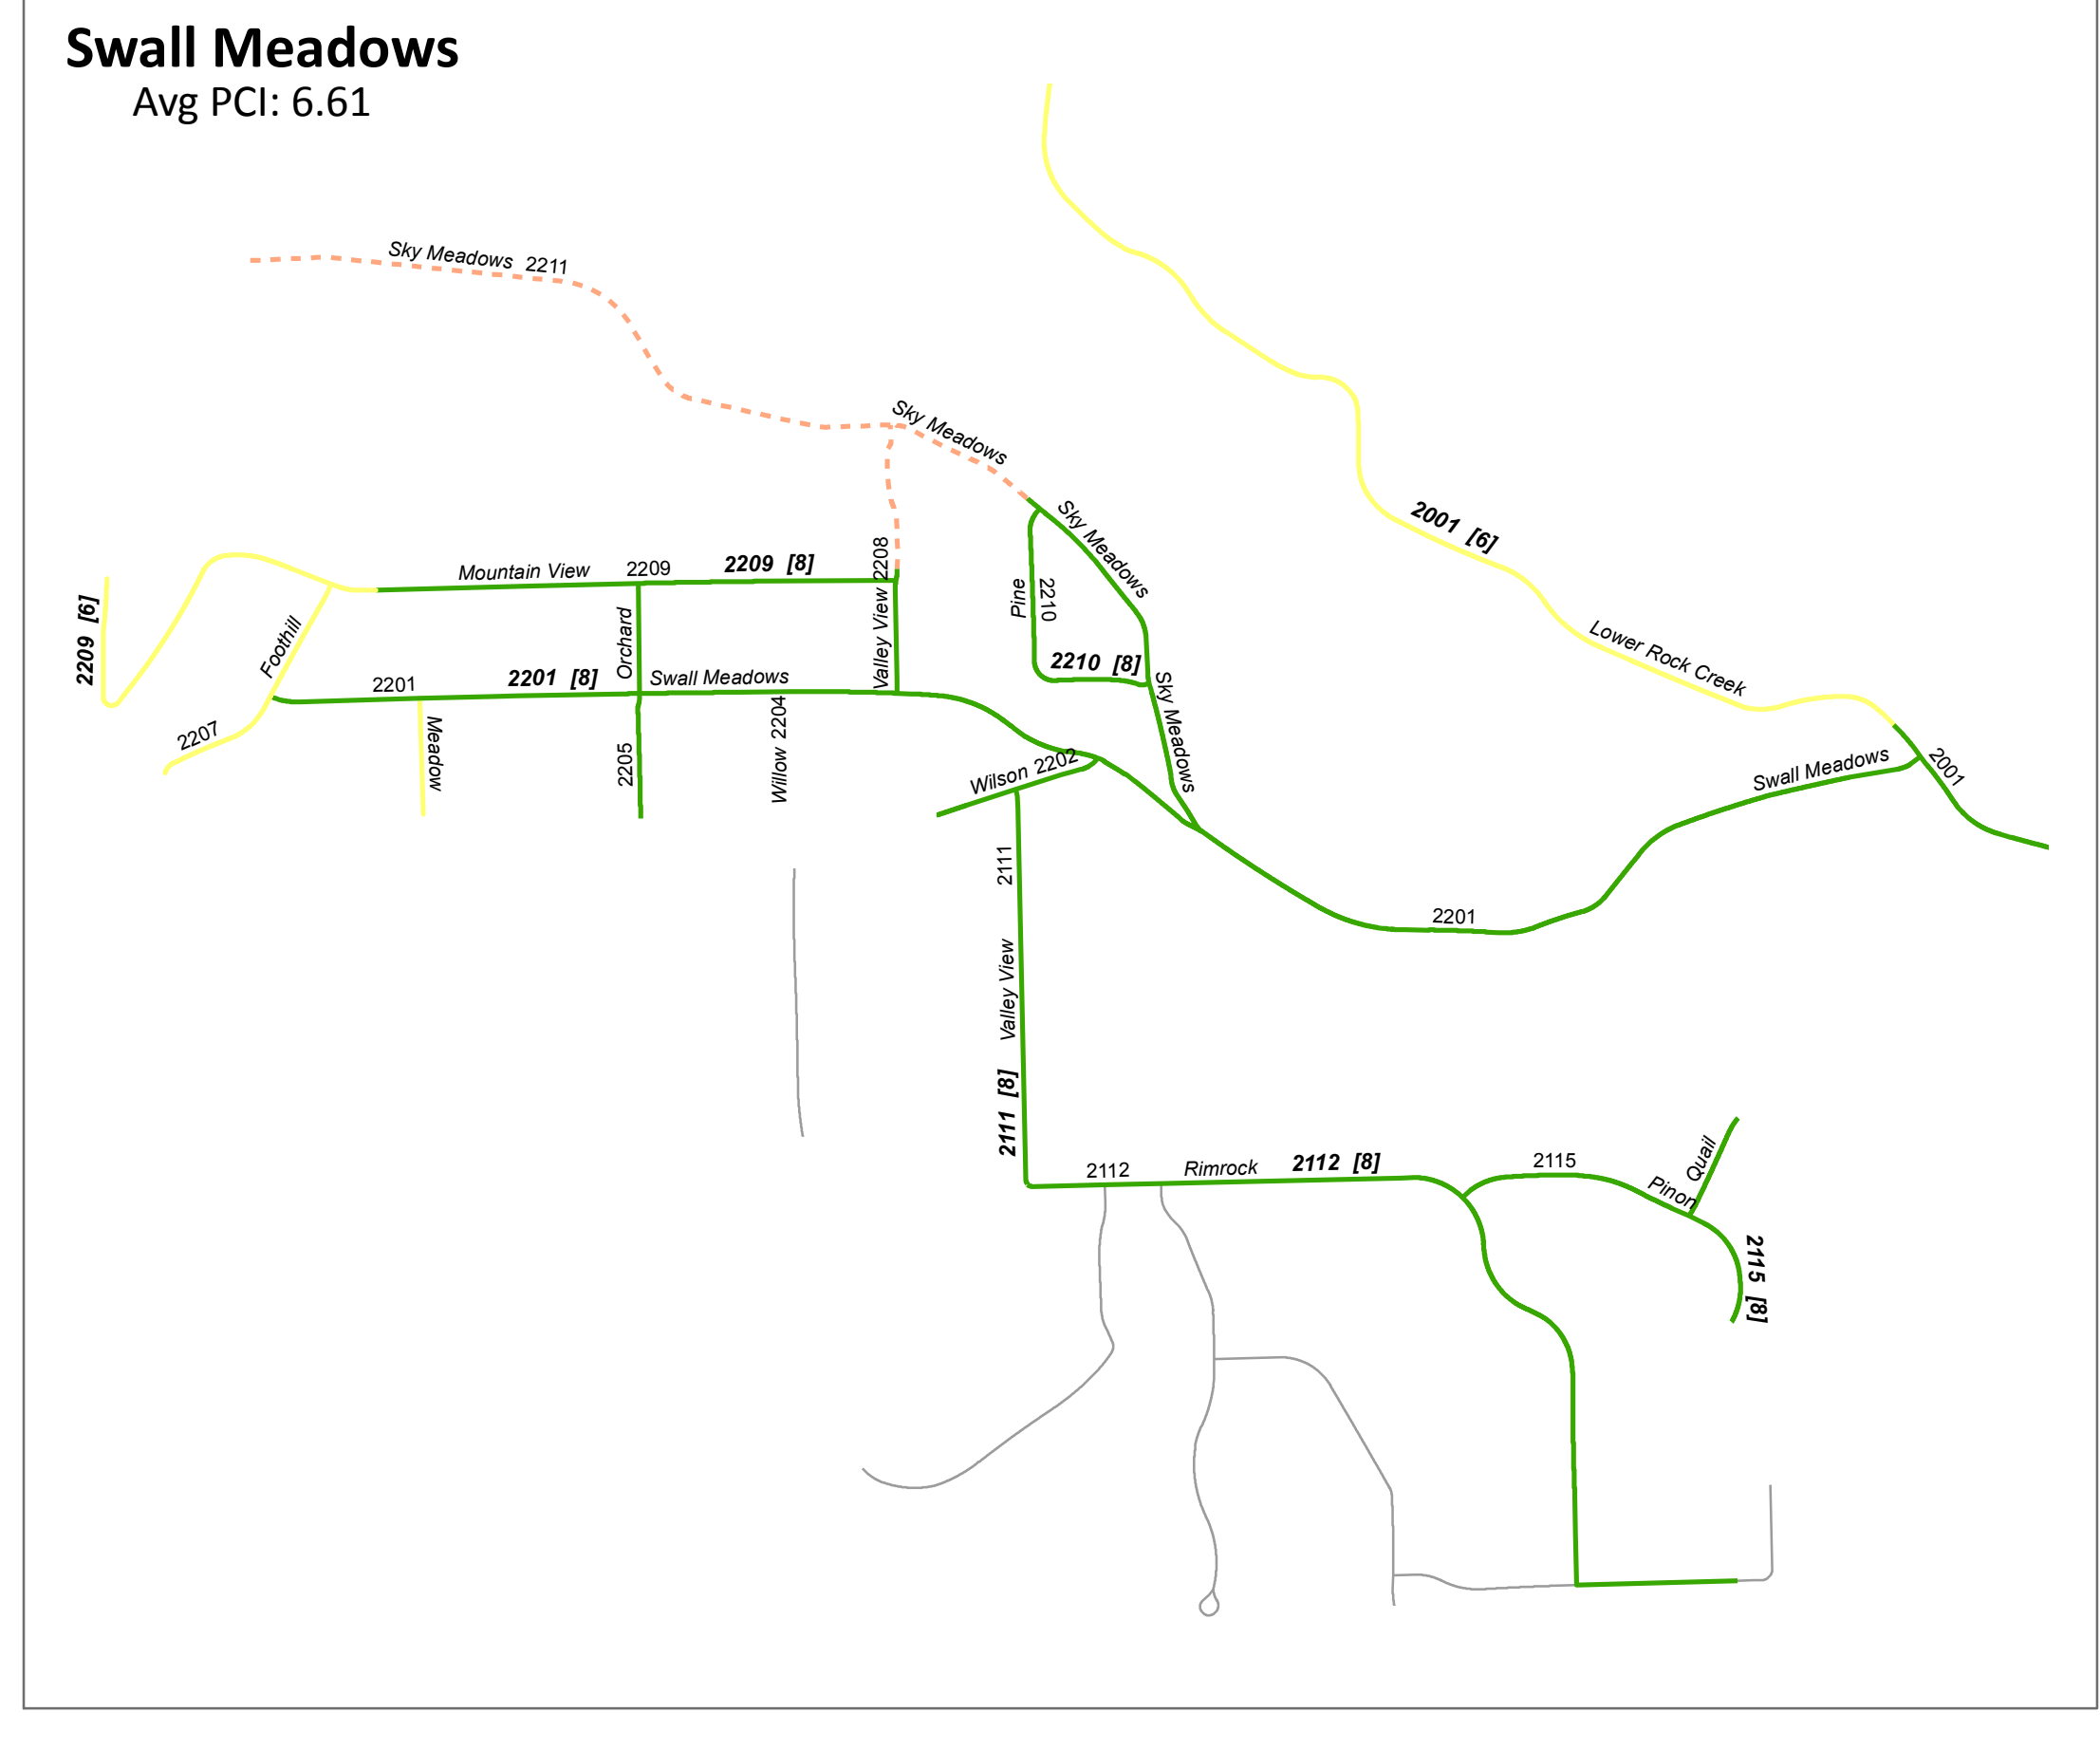 Swall Meadows
Avg PCI: 6.61
Sky Meadows 2211
Sky Meadows
Sky Meadows
2001 [6]
Mountain View
2209
2209 [8]
2208
Pine
2210
2209 [6]
Foothill
Orchard
Valley View
Lower Rock Creek
2201
2201 [8]
Swall Meadows
2210 [8]
Sky Meadows
2207
Meadow
2205
Willow 2204
Wilson 2202
Swall Meadows
2001
2111
2201
Valley View
2111 [8]
2112
Rimrock
2112 [8]
2115
Pinon
Quail
2115 [8]